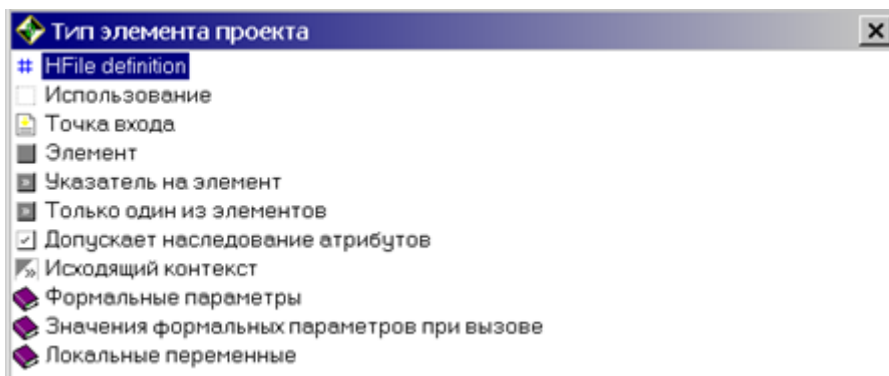 Тип элемента проекта
# HFile definition
Использование
Точка входа
Элемент
Указатель на элемент
Только один из элементов
Допускает наследование атрибутов
Исходящий контекст
Формальные параметры
Значения формальных параметров при вызове
Локальные переменные